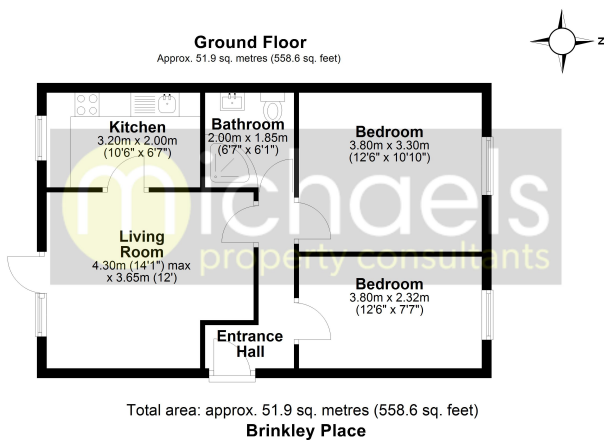 Ground Floor
Approx. 51.9 sq. metres (558.6 sq. feet)
Z
Kitchen
3.20m x 2.00m
(10'6" x 6'7")
Bathroom
2.00m x 1.85m
(6'7" x 6'1")
Bedroom
3.80m x 3.30m
(12'6" x 10'10")
michaels
property consultants
Living
Room
4.30m (14'1") max
x 3.65m (12')
Bedroom
3.80m x 2.32m
(12'6" x 7'7")
Entrance
Hall
Total area: approx. 51.9 sq. metres (558.6 sq. feet)
Brinkley Place